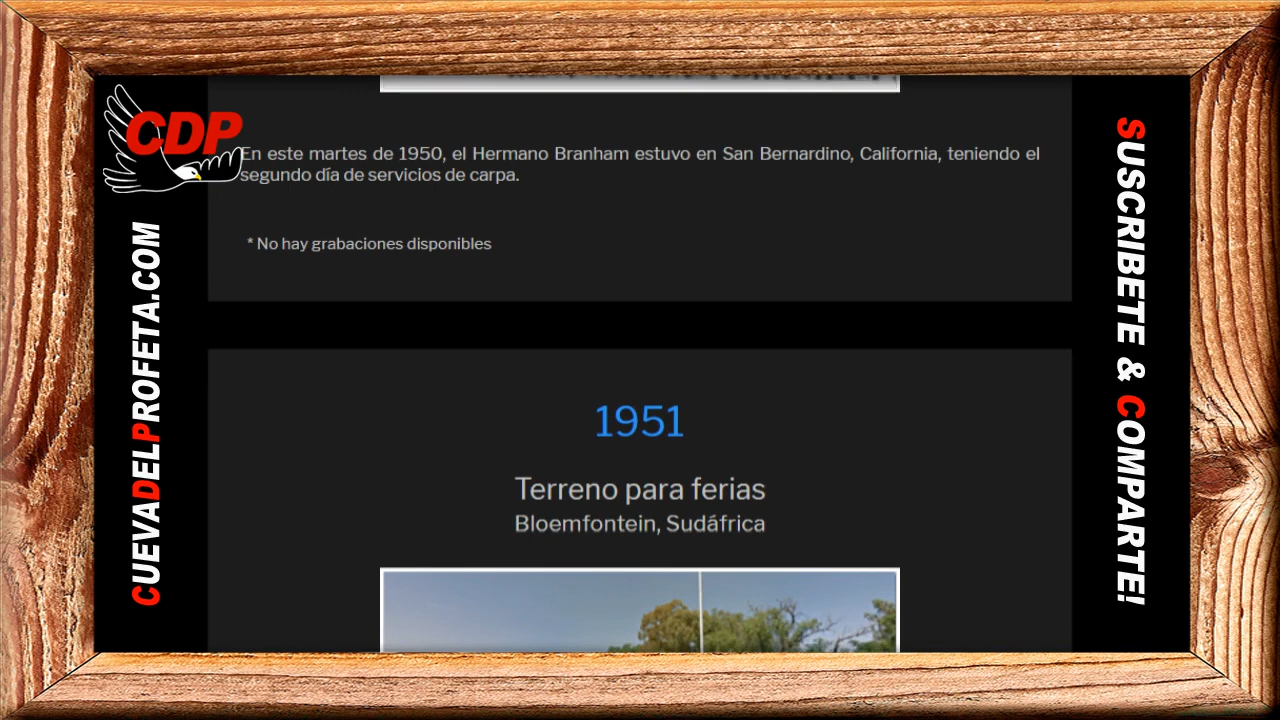 CDP
En este martes de 1950, el Hermano Branham estuvo en San Bernardino, California, teniendo el
segundo día de servicios de carpa.
* No hay grabaciones disponibles
1951
Terreno para ferias
Bloemfontein, Sudáfrica
CUEVADELPROFETA.COM
SUSCRIBETE & COMPARTE!